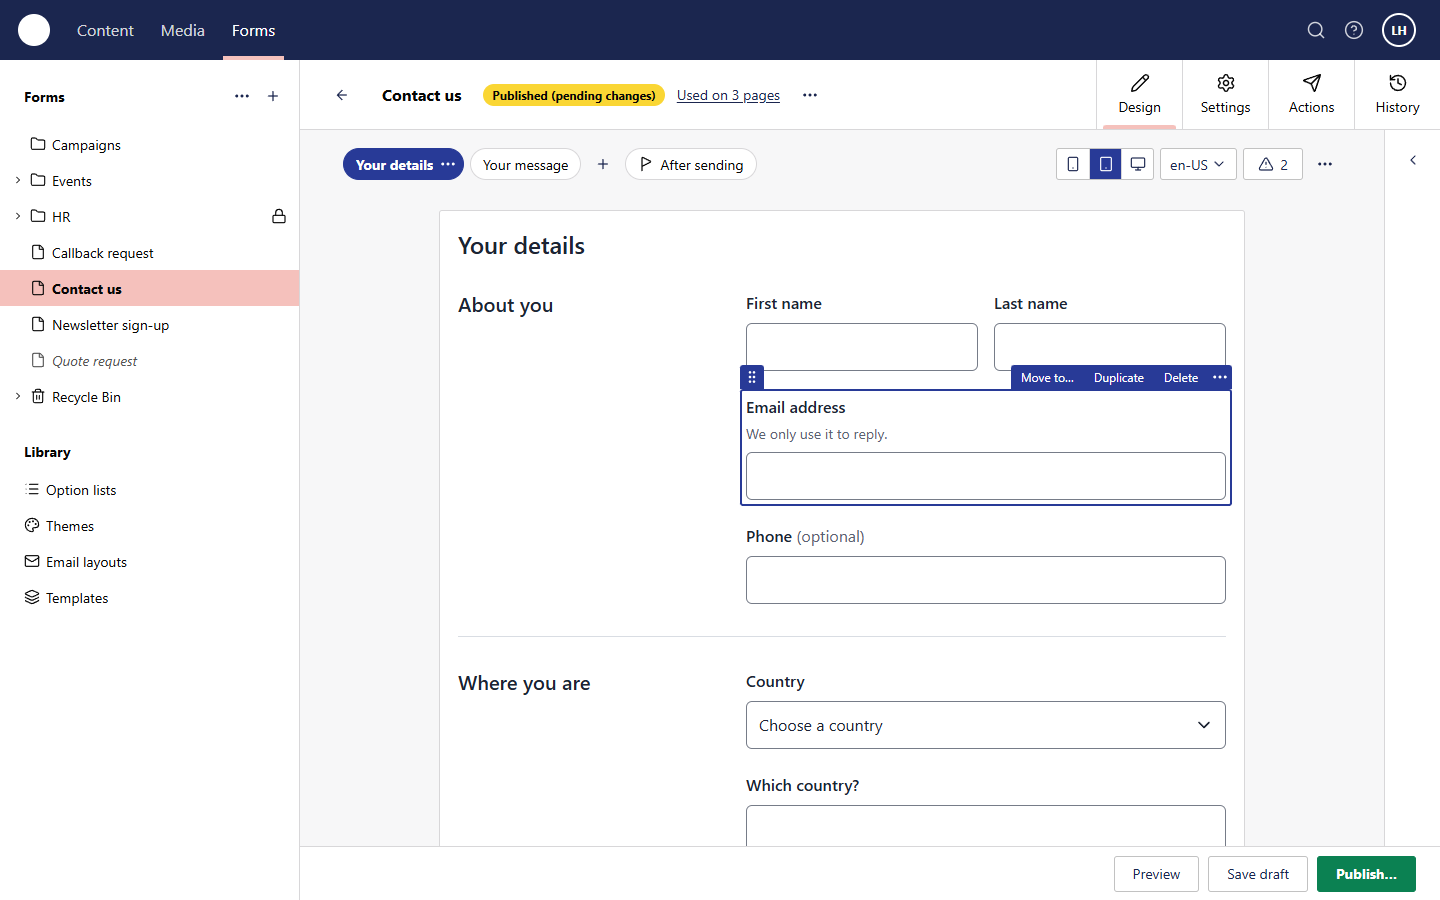 Content
Media
Forms
LH
Forms
Campaigns
Events
HR
Callback request
Contact us
Newsletter sign-up
Quote request
Recycle Bin
Library
Option lists
Themes
Email layouts
Templates
Contact us
Published (pending changes)
Used on 3 pages
Design
Settings
Actions
History
Your details
Your message
After sending
en-US
2
Your details
About you
First name
Last name
Move to...
Duplicate
Delete
Email address
We only use it to reply.
Phone (optional)
Where you are
Country
Choose a country
Which country?
Preview
Save draft
Publish...